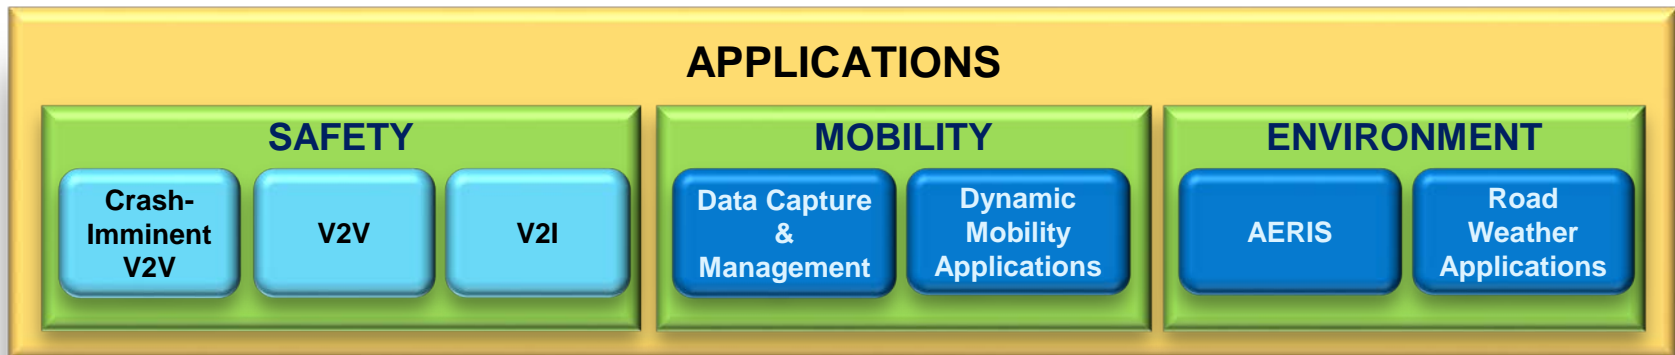 APPLICATIONS
SAFETY
Crash-
Imminent
V2V
V2V
V2I
MOBILITY
Data Capture
&
Management
Dynamic
Mobility
Applications
ENVIRONMENT
AERIS
Road
Weather
Applications